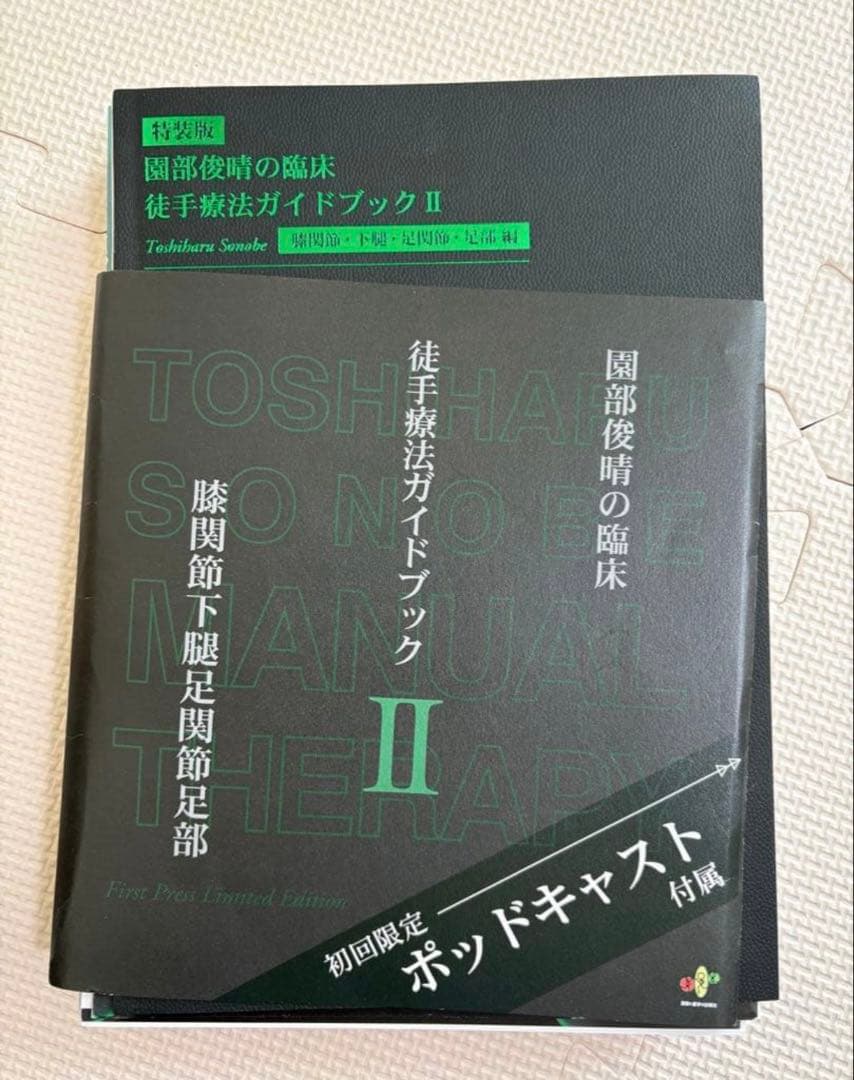 特装版
園部俊晴の臨床
徒手療法ガイドブックⅡ
Toshiharu Sonobe
膝関節・下腿・足関節・足部 編
園部俊晴の臨床
徒手療法ガイドブック
Ⅱ
膝関節下腿足関節足部
TOSHIHARU
SONOBE
MANUAL
THERAPY
First Press Limited Edition
初回限定
ポッドキャスト
付属